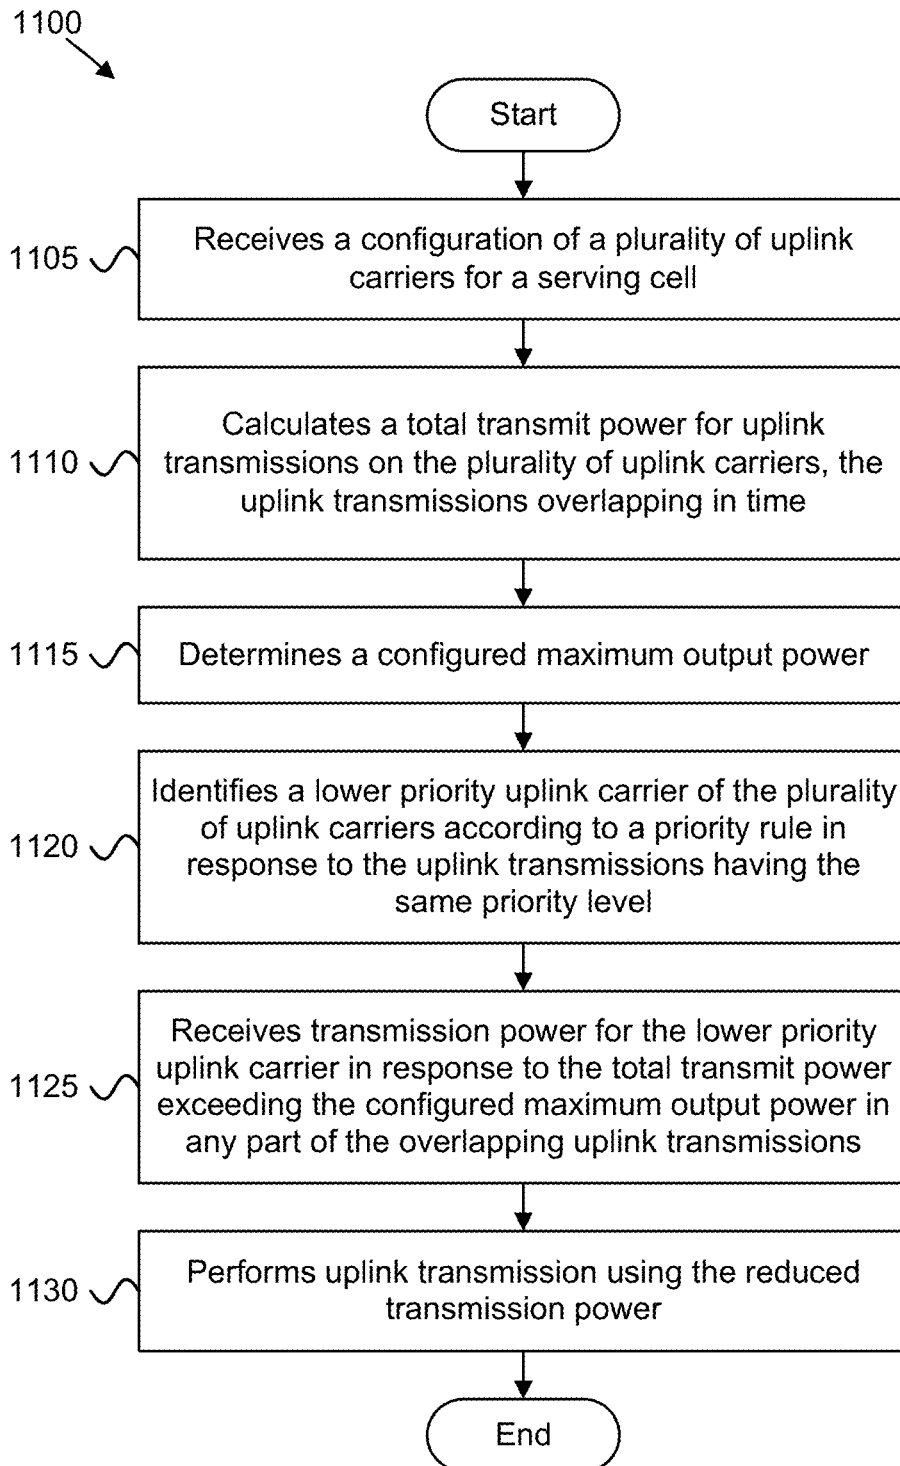 1100
Start
1105
Receives a configuration of a plurality of uplink
carriers for a serving cell
1110
Calculates a total transmit power for uplink
transmissions on the plurality of uplink carriers, the
uplink transmissions overlapping in time
1115
Determines a configured maximum output power
1120
Identifies a lower priority uplink carrier of the plurality
of uplink carriers according to a priority rule in
response to the uplink transmissions having the
same priority level
1125
Receives transmission power for the lower priority
uplink carrier in response to the total transmit power
exceeding the configured maximum output power in
any part of the overlapping uplink transmissions
1130
Performs uplink transmission using the reduced
transmission power
End